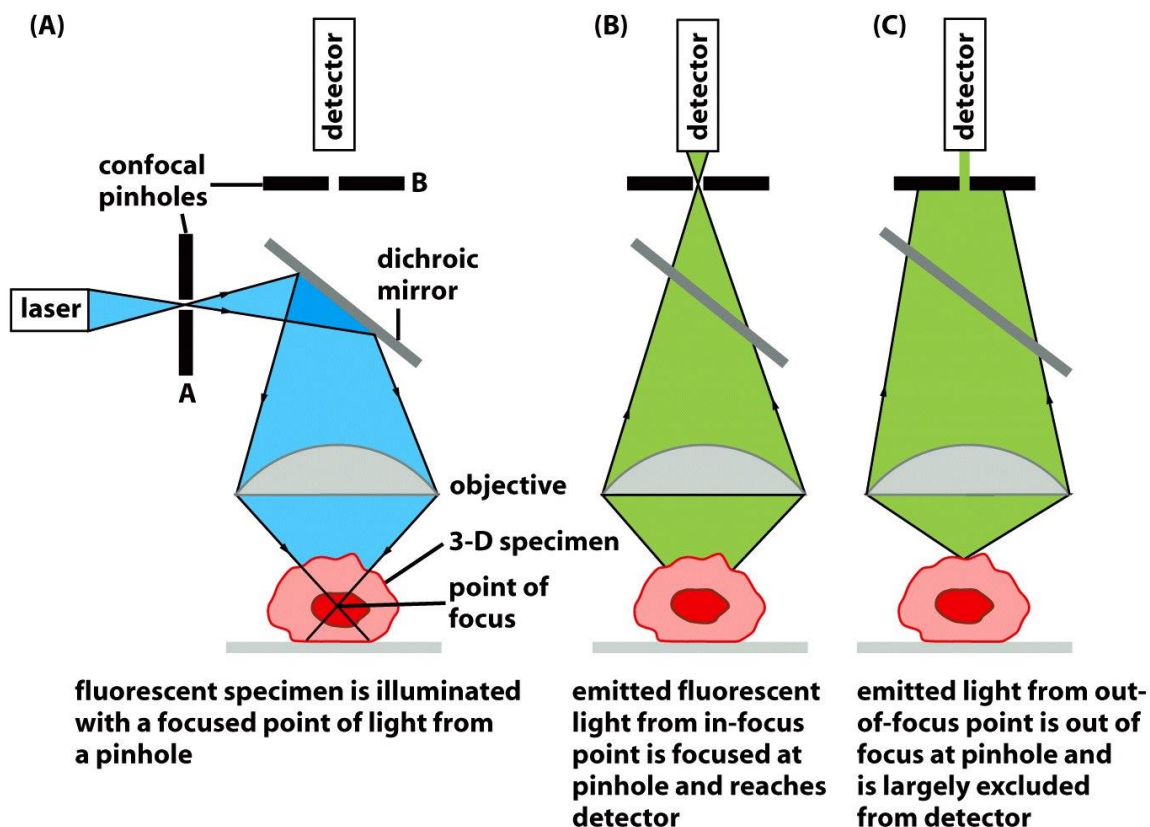 (A)
detector
confocal
pinholes
B
dichroic
mirror
laser
A
objective
3-D specimen
point of
focus
fluorescent specimen is illuminated
with a focused point of light from
a pinhole
(B)
detector
emitted fluorescent
light from in-focus
point is focused at
pinhole and reaches
detector
(C)
detector
emitted light from out-
of-focus point is out of
focus at pinhole and
is largely excluded
from detector